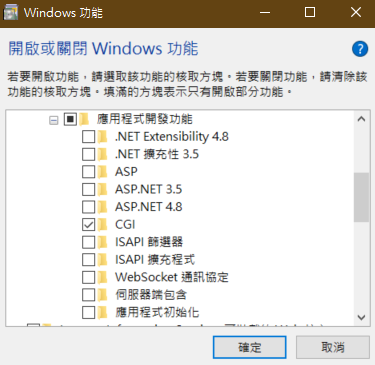 Windows 功能
開啟或關閉 Windows 功能
若要開啟功能，請選取該功能的核取方塊。若要關閉功能，請清除該
功能的核取方塊。填滿的方塊表示只有開啟部分功能。
應用程式開發功能
.NET Extensibility 4.8
.NET 擴充性 3.5
ASP
ASP.NET 3.5
ASP.NET 4.8
CGI
ISAPI 篩選器
ISAPI 擴充程式
WebSocket 通訊協定
伺服器端包含
應用程式初始化
確定
取消